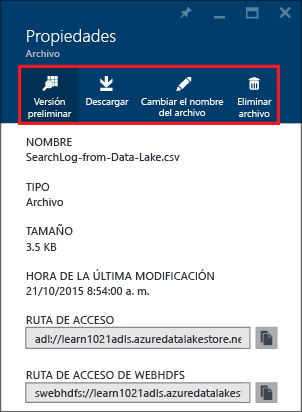 Propiedades
Archivo
Versión preliminar
Descargar
Cambiar el nombre del archivo
Eliminar archivo
NOMBRE
SearchLog-from-Data-Lake.csv
TIPO
Archivo
TAMAÑO
3.5 KB
HORA DE LA ÚLTIMA MODIFICACIÓN
21/10/2015 8:54:00 a. m.
RUTA DE ACCESO
adl://learn1021adls.azuredatalakestore.ne
RUTA DE ACCESO DE WEBHDFS
swebhdfs://learn1021adls.azuredatalakes